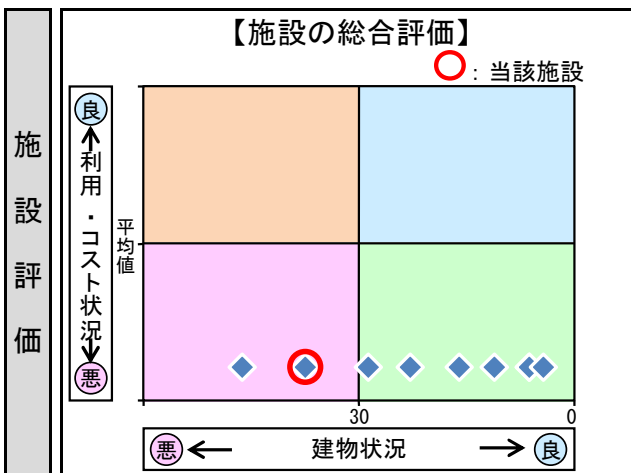 施設評価
【施設の総合評価】
：当該施設
良
利用・コスト状況
悪
平均値
30
0
悪
建物状況
良